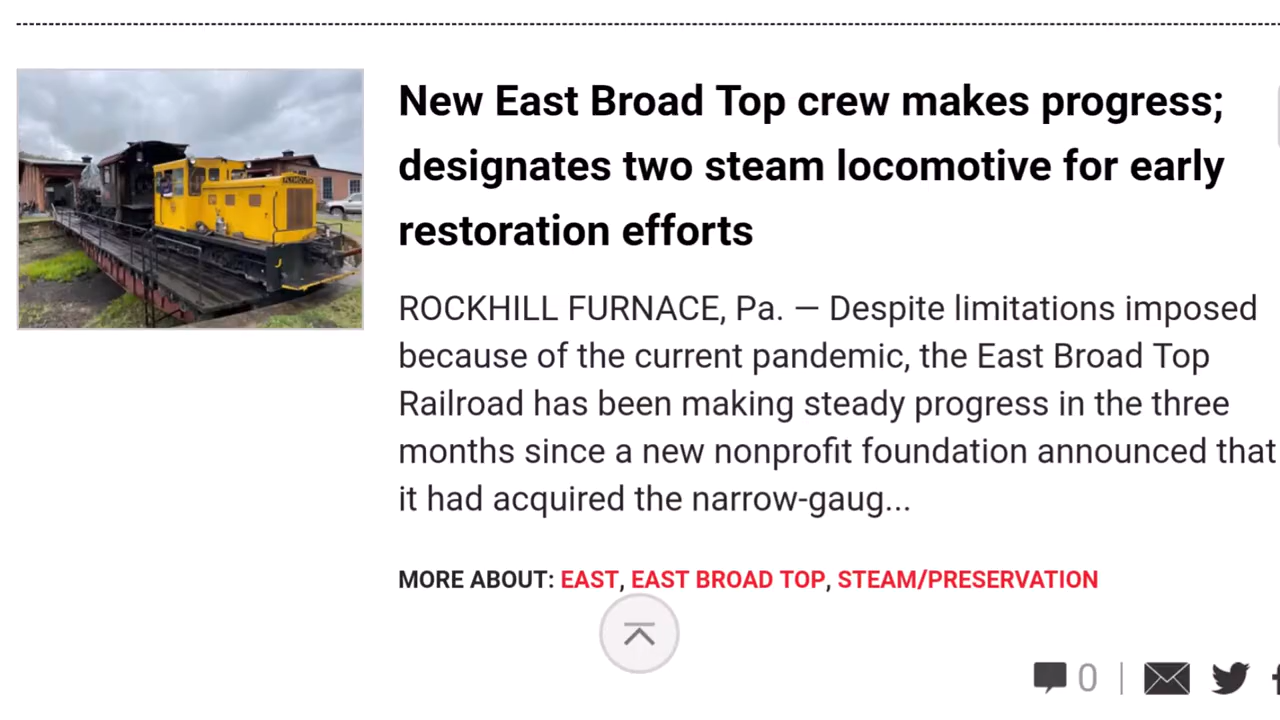 New East Broad Top crew makes progress;
designates two steam locomotive for early
restoration efforts
ROCKHILL FURNACE, Pa. — Despite limitations imposed
because of the current pandemic, the East Broad Top
Railroad has been making steady progress in the three
months since a new nonprofit foundation announced that
it had acquired the narrow-gaug...
MORE ABOUT: EAST, EAST BROAD TOP, STEAM/PRESERVATION
0